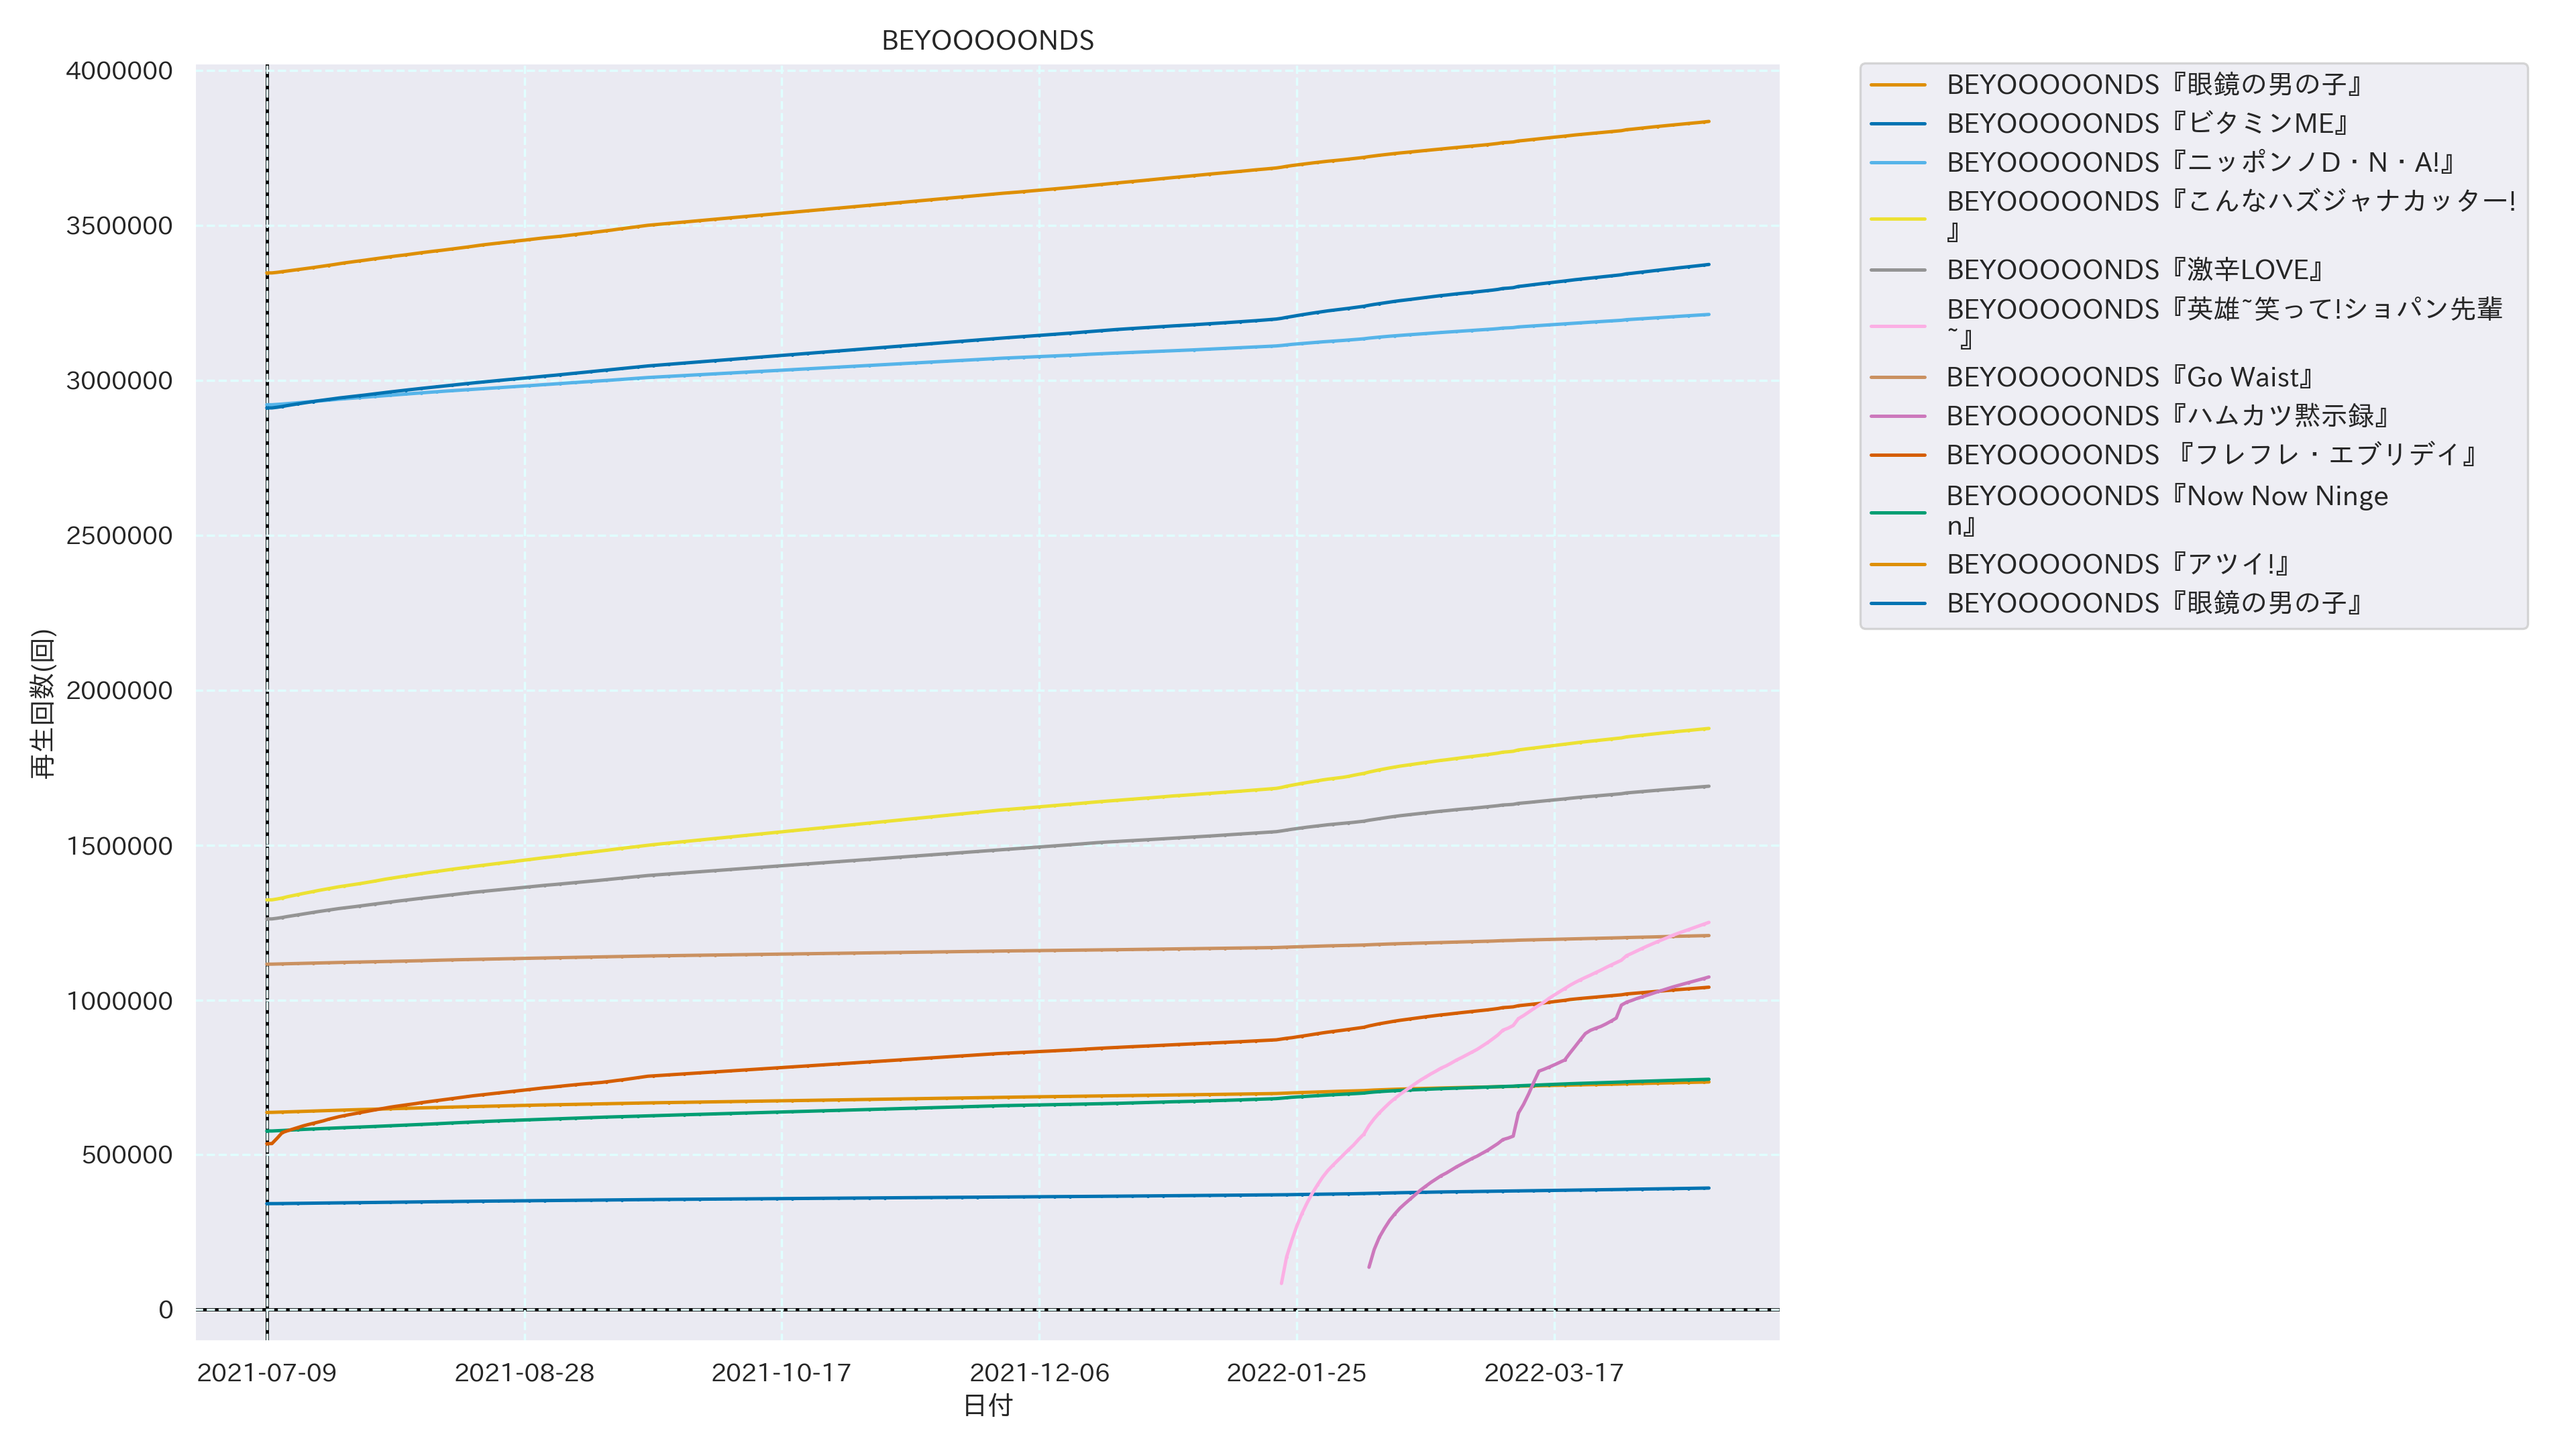 BEYOOOOONDS
4000000
3500000
3000000
2500000
2000000
1500000
1000000
500000
0
再生回数(回)
2021-07-09
2021-08-28
2021-10-17
2021-12-06
2022-01-25
2022-03-17
日付
BEYOOOOONDS『眼鏡の男の子』
BEYOOOOONDS『ビタミンME』
BEYOOOOONDS『ニッポンノD・N・A!』
BEYOOOOONDS『こんなハズジャナカッター!
』
BEYOOOOONDS『激辛LOVE』
BEYOOOOONDS『英雄~笑って!ショパン先輩
~』
BEYOOOOONDS『Go Waist』
BEYOOOOONDS『ハムカツ黙示録』
BEYOOOOONDS 『フレフレ・エブリデイ』
BEYOOOOONDS『Now Now Ninge
n』
BEYOOOOONDS『アツイ!』
BEYOOOOONDS『眼鏡の男の子』